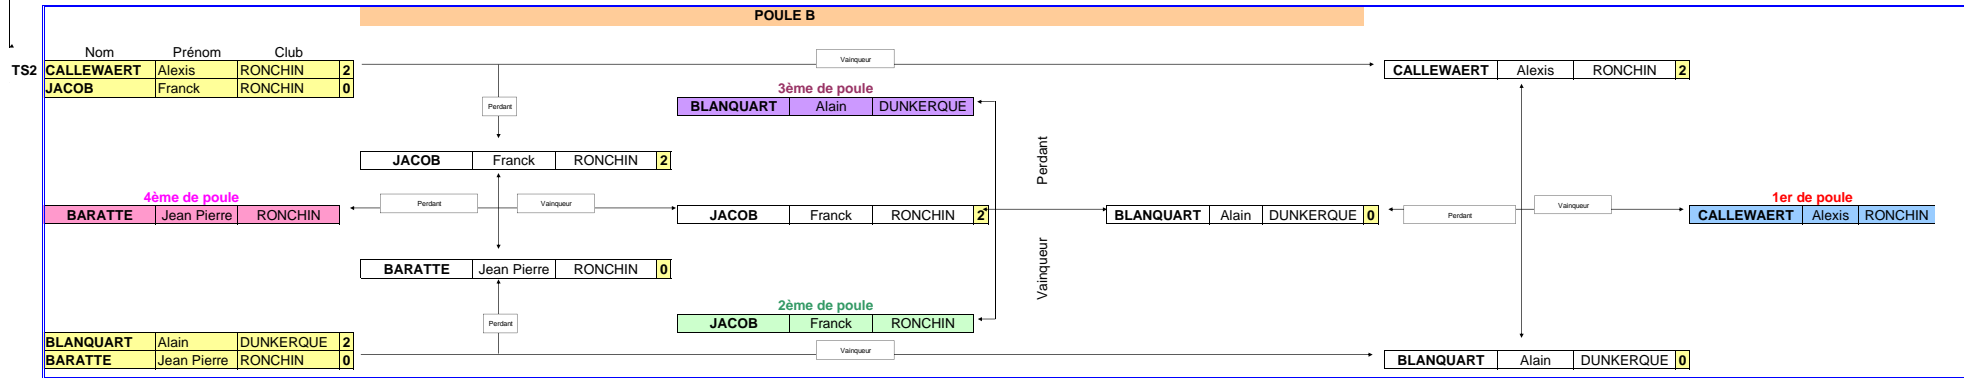 POULE B
Nom Prénom Club
Vainqueur
TS2 CALLEWAERT Alexis RONCHIN 2
CALLEWAERT Alexis RONCHIN 2
JACOB Franck RONCHIN 0
3ème de poule
Perdant
BLANQUART Alain DUNKERQUE
Perdant
JACOB Franck RONCHIN 2
4ème de poule
Perdant
Vainqueur
Vainqueur
1er de poule
BARATTE Jean Pierre RONCHIN
JACOB Franck RONCHIN 2
BLANQUART Alain DUNKERQUE 0
Perdant
CALLEWAERT Alexis RONCHIN
Vainqueur
BARATTE Jean Pierre RONCHIN 0
2ème de poule
Perdant
JACOB Franck RONCHIN
BLANQUART Alain DUNKERQUE 2
Vainqueur
BARATTE Jean Pierre RONCHIN 0
BLANQUART Alain DUNKERQUE 0